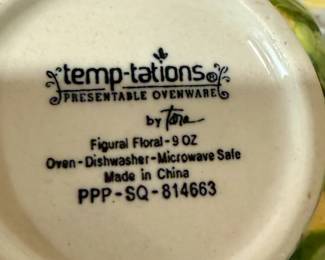 temp-tations®
PRESENTABLE OVENWARE
by Tara
Figural Floral - 9 OZ
Oven - Dishwasher - Microwave Safe
Made in China
PPP - SQ - 814663